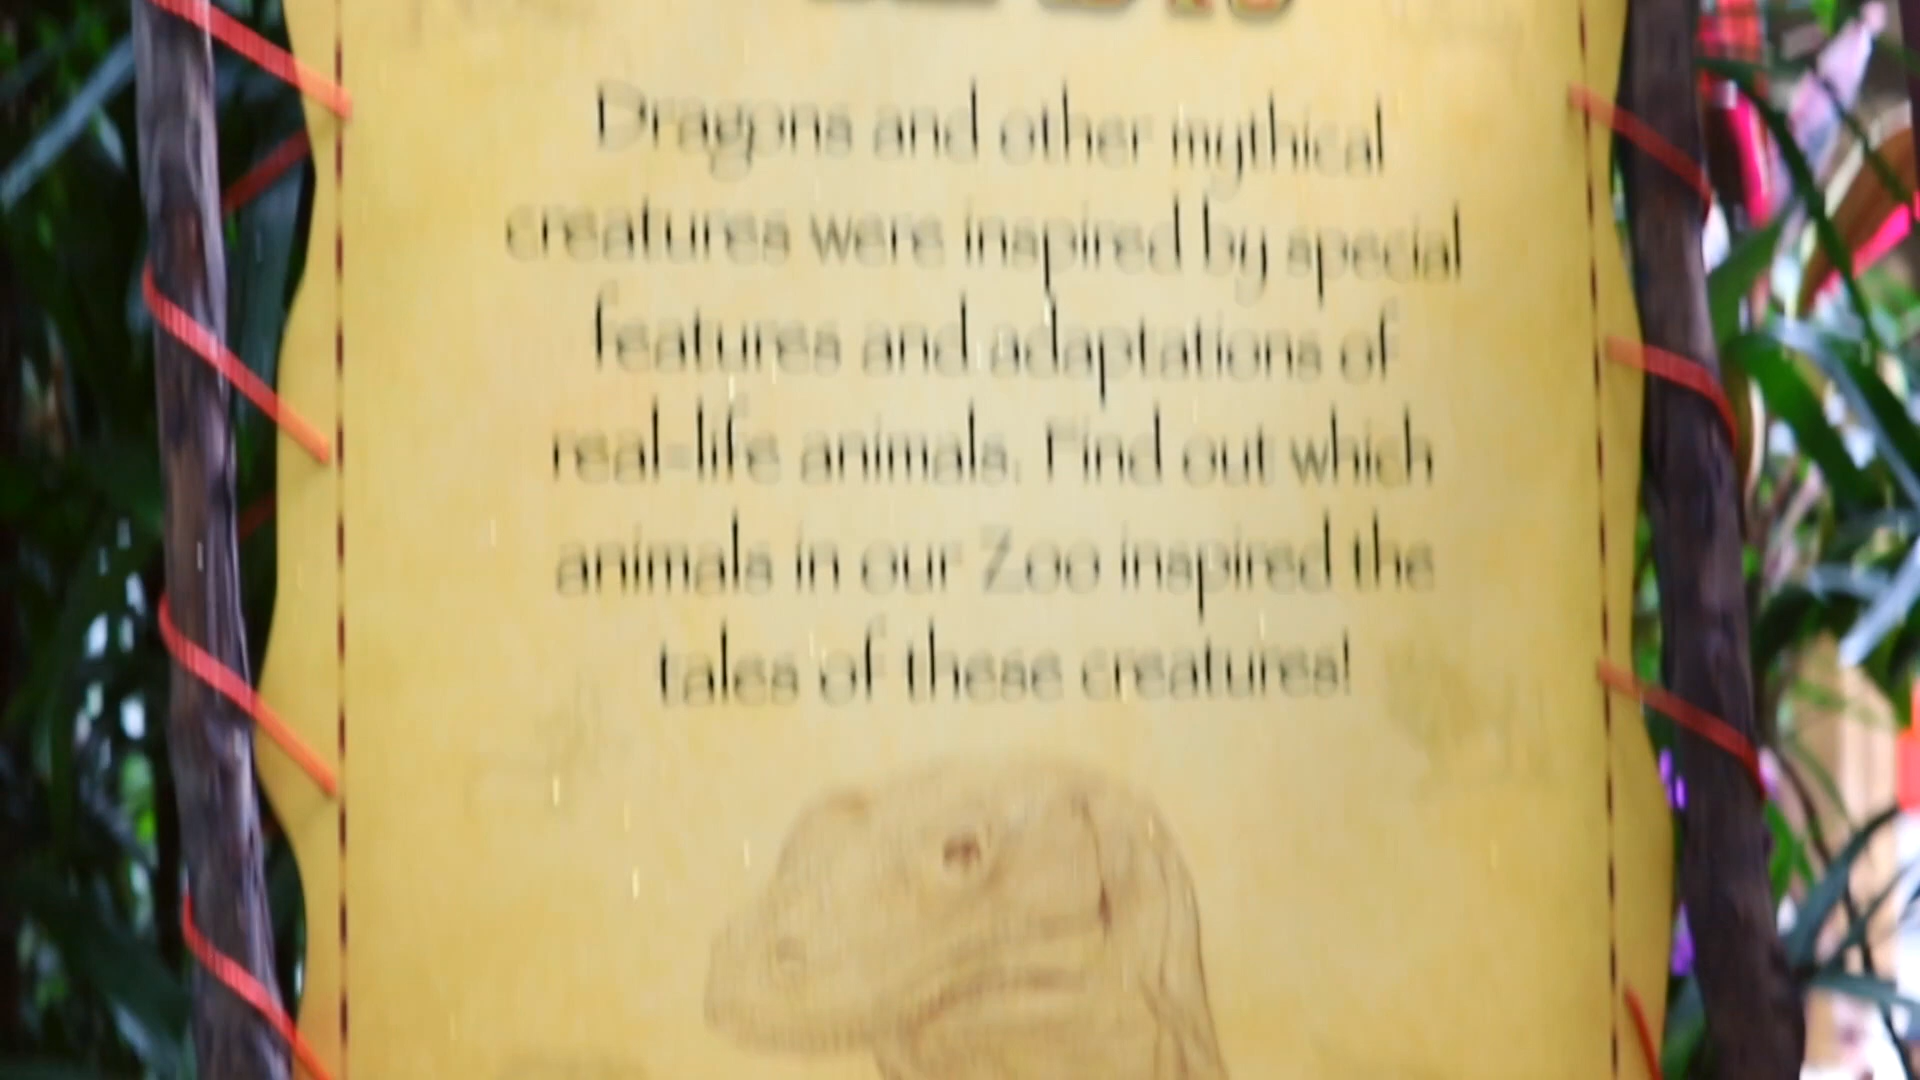 Dragons and other mythical
creatures were inspired by special
features and adaptations of
real-life animals. Find out which
animals in our Zoo inspired the
tales of these creatures!